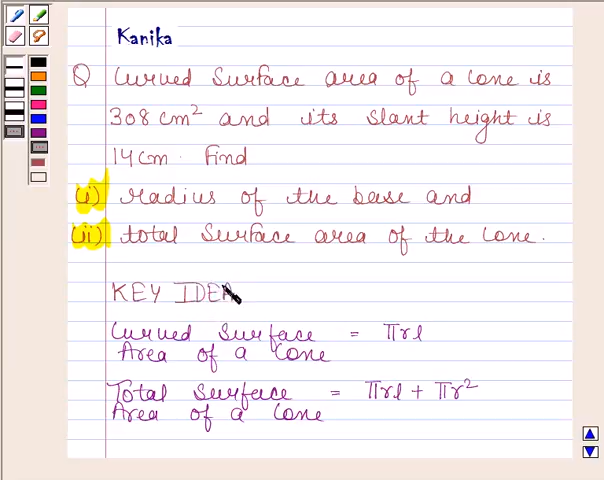 Kanika
Q Curved Surface area of a Cone is
308 cm² and its slant height is
14 cm. Find
(i) radius of the base and
(ii) total Surface area of the Cone.
KEY IDEA
Curved Surface = πrl
Area of a Cone
Total Surface = πrl + πr²
Area of a Cone